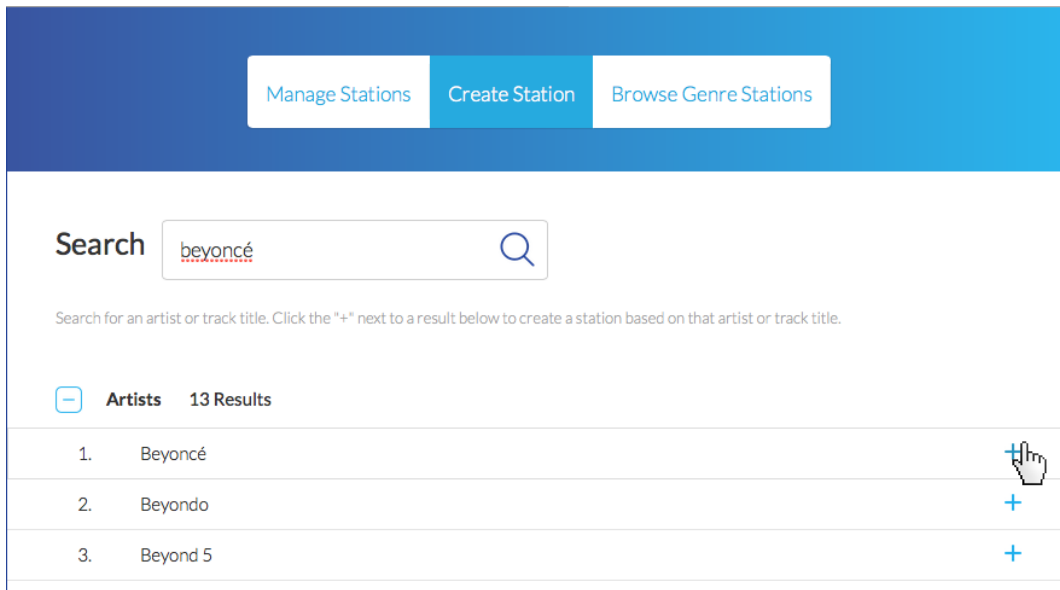 Manage Stations Create Station Browse Genre Stations
Search beyoncé
Search for an artist or track title. Click the "+" next to a result below to create a station based on that artist or track title.
Artists 13 Results
1. Beyoncé +
2. Beyondo +
3. Beyond 5 +